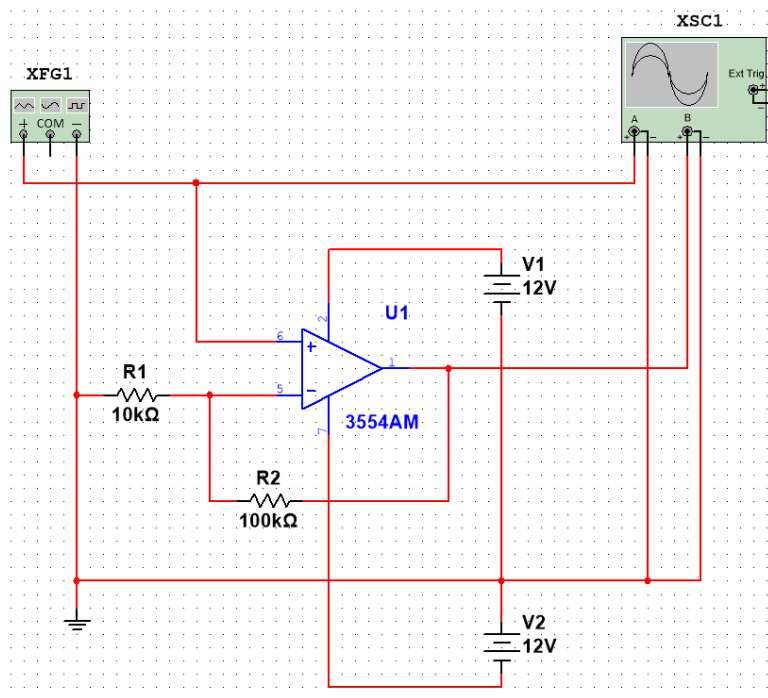 XSC1
XFG1
Ext Trig
+
-
+ COM -
A
B
+ - + -
V1
12V
U1
2
6
+
1
R1
10kΩ
5
-
3554AM
7
R2
100kΩ
V2
12V